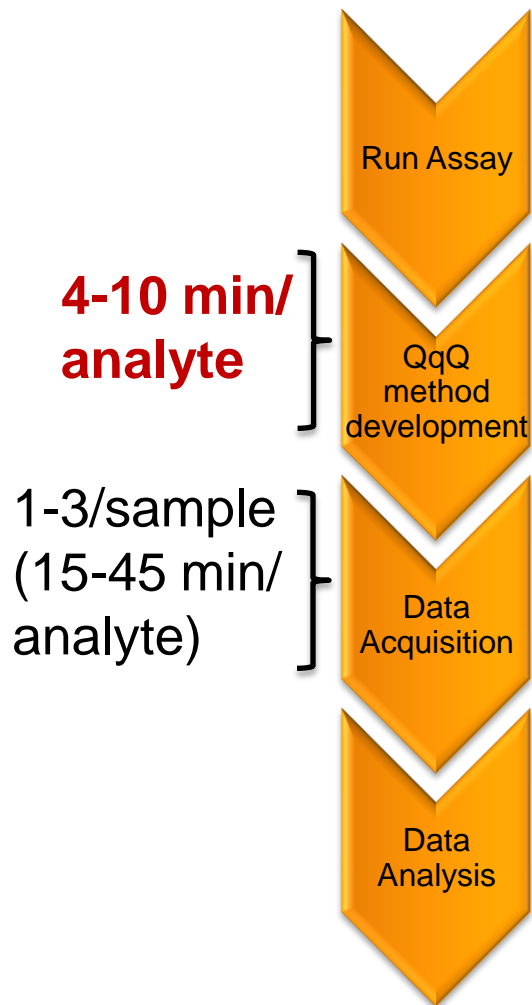 Run Assay
4-10 min/
analyte
QqQ
method
development
1-3/sample
(15-45 min/
analyte)
Data
Acquisition
Data
Analysis